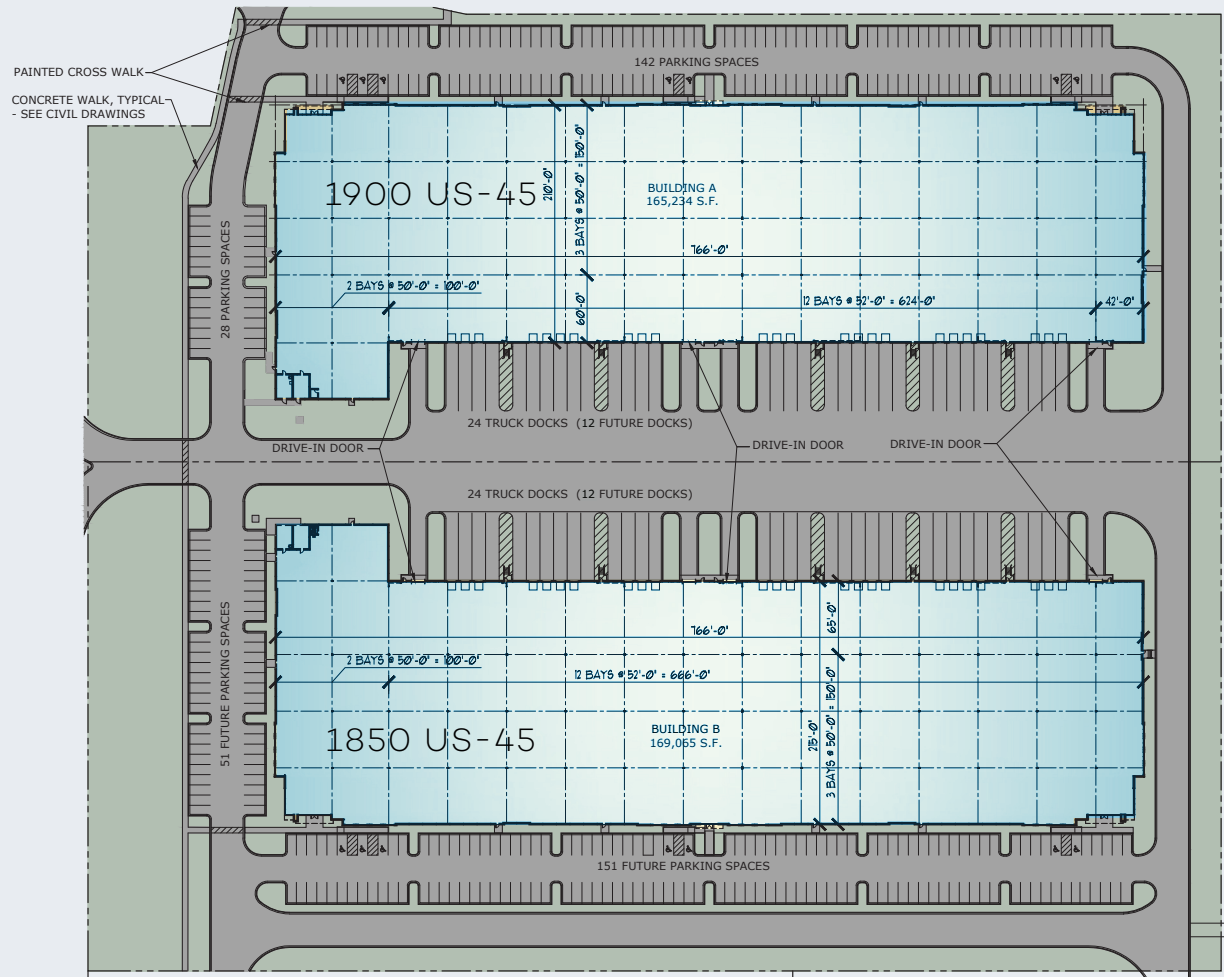 142 PARKING SPACES
PAINTED CROSS WALK
CONCRETE WALK, TYPICAL
- SEE CIVIL DRAWINGS
1900 US-45
210'-0"
3 BAYS @ 50'-0" = 150'-0"
60'-0"
BUILDING A
165,234 S.F.
766'-0"
2 BAYS @ 50'-0" = 100'-0"
12 BAYS @ 52'-0" = 624'-0"
42'-0"
28 PARKING SPACES
24 TRUCK DOCKS (12 FUTURE DOCKS)
DRIVE-IN DOOR
DRIVE-IN DOOR
DRIVE-IN DOOR
24 TRUCK DOCKS (12 FUTURE DOCKS)
51 FUTURE PARKING SPACES
766'-0"
65'-0"
2 BAYS @ 50'-0" = 100'-0"
12 BAYS @ 52'-0" = 666'-0"
1850 US-45
BUILDING B
169,065 S.F.
215'-0"
3 BAYS @ 50'-0" = 150'-0"
151 FUTURE PARKING SPACES